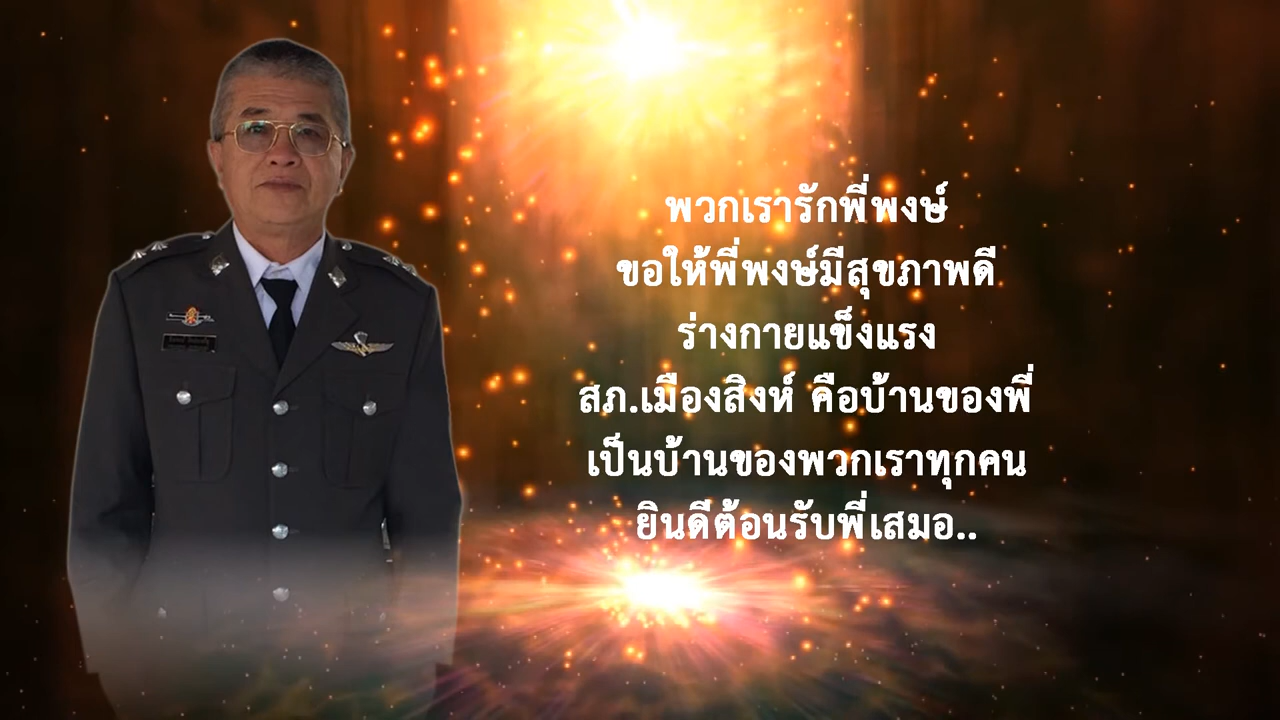 พวกเรารักพี่พงษ์
ขอให้พี่พงษ์มีสุขภาพดี
ร่างกายแข็งแรง
สภ.เมืองสิงห์ คือบ้านของพี่
เป็นบ้านของพวกเราทุกคน
ยินดีต้อนรับพี่เสมอ..